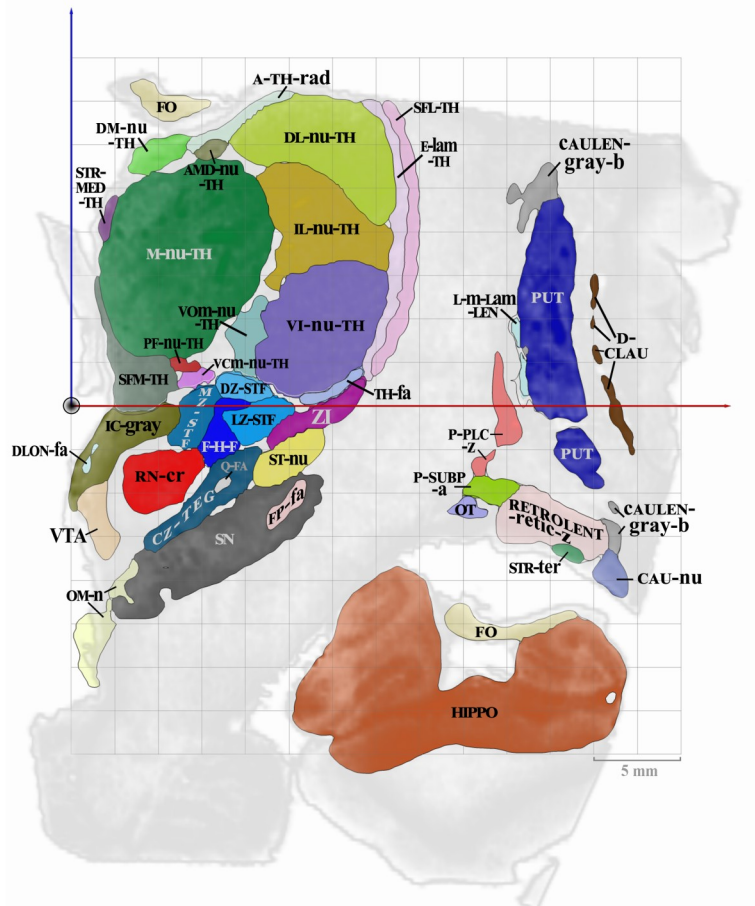 A-TH-rad
FO
SFL-TH
DM-nu
-TH
DL-nu-TH
E-lam
-TH
CAULEN-
gray-b
AMD-nu
-TH
STR-
MED
-TH
IL-nu-TH
M-nu-TH
L-m-Lam
-LEN
PUT
VOm-nu
-TH
VI-nu-TH
D-
CLAU
PF-nu-TH
VCm-nu-TH
SFM-TH
MZ-STF
DZ-STF
TH-fa
IC-gray
LZ-STF
ZI
P-PLC
-z
DLON-fa
F-H-F
Q-FA
ST-nu
PUT
RN-cr
P-SUBP
-a
FP-fa
OT
RETROLENT
-retic-z
CAULEN-
gray-b
VTA
CZ-TEG
SN
STR-ter
CAU-nu
OM-n
FO
HIPPO
5 mm